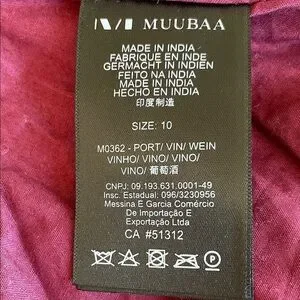 MUUBAA
MADE IN INDIA
FABRIQUE EN INDE
GERMACHT IN INDIEN
FEITO NA INDIA
MADE IN INDIA
HECHO EN INDIA
印度制造
SIZE: 10
M0362 - PORT/ VIN/ WEIN
VINHO/ VINO/ VINO/
VINO/ 葡萄酒
CNPJ: 09.193.631.0001-49
Insc. Estadual: 096/3230956
Messina E Garcia Comércio
De Importação E
Exportação LTDA
CA #51312
P